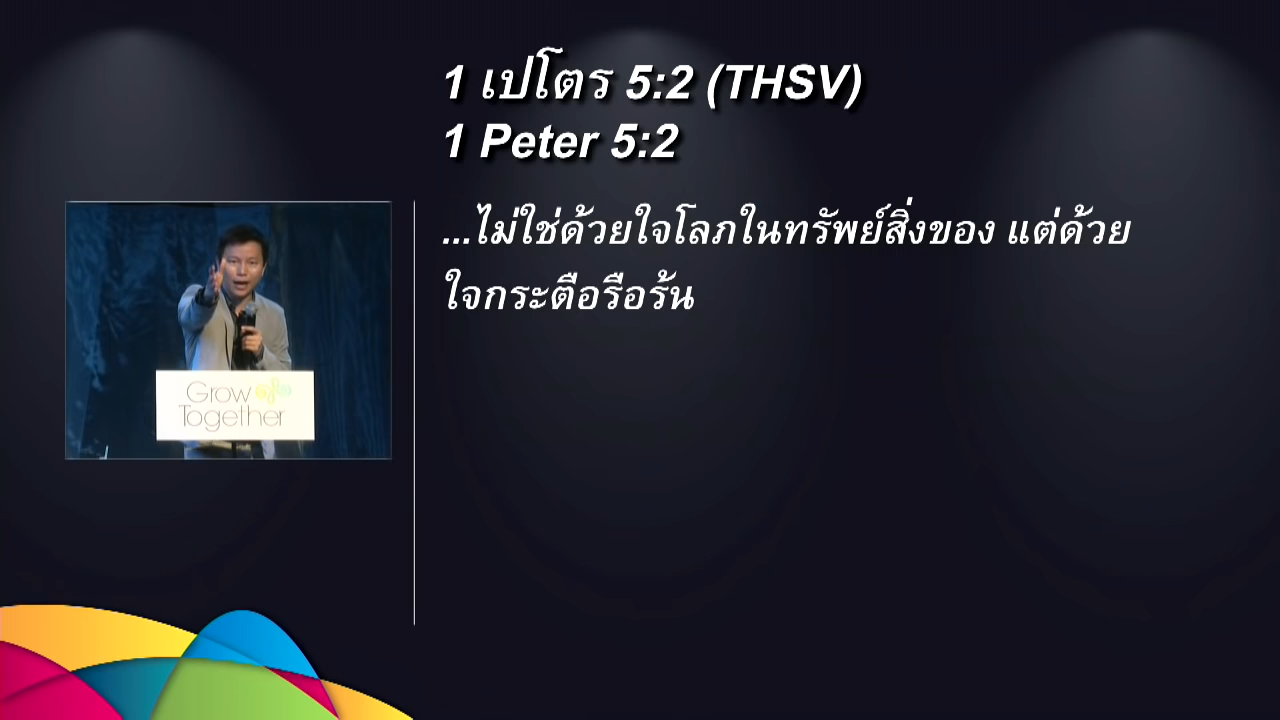 1 เปโตร 5:2 (THSV)
1 Peter 5:2
...ไม่ใช่ด้วยใจโลภในทรัพย์สิ่งของ แต่ด้วย
ใจกระตือรือร้น
Grow
Together